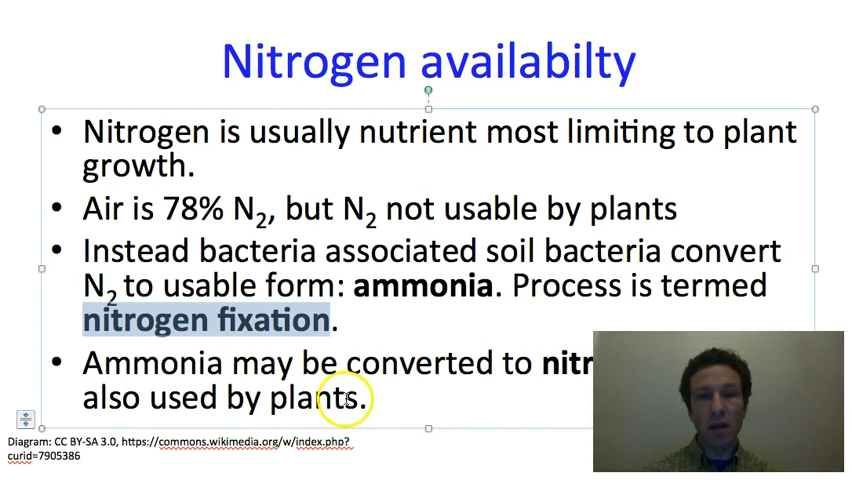 Nitrogen availabilty
• Nitrogen is usually nutrient most limiting to plant
growth.
• Air is 78% N2, but N2 not usable by plants
• Instead bacteria associated soil bacteria convert
N2 to usable form: ammonia. Process is termed
nitrogen fixation.
• Ammonia may be converted to nitr
also used by plants.
Diagram: CC BY-SA 3.0, https://commons.wikimedia.org/w/index.php?
curid=7905386